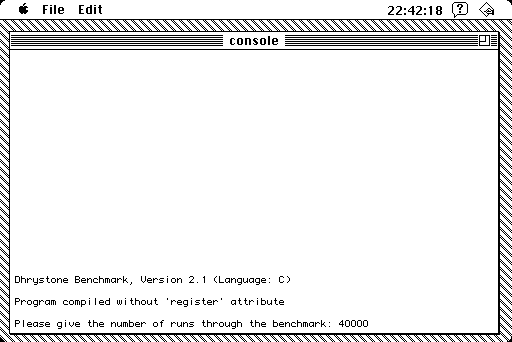 File Edit 22:42:18
console
Dhrystone Benchmark, Version 2.1 (Language: C)
Program compiled without 'register' attribute
Please give the number of runs through the benchmark: 40000